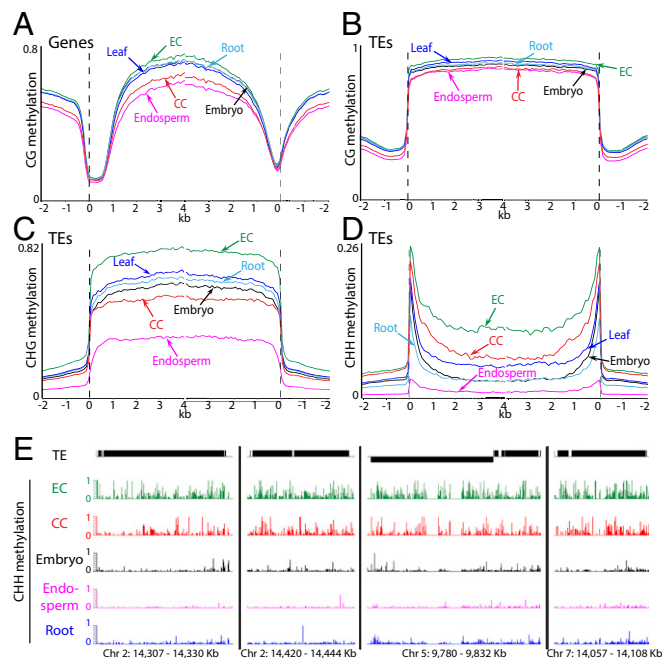 A Genes
0.8
CG methylation
0
EC
Leaf
Root
CC
Endosperm
Embryo
-2 -1 0 1 2 3 4 3 2 1 0 -1 -2
kb
B TEs
1
CG methylation
0
Leaf
Root
EC
Endosperm
CC
Embryo
-2 -1 0 1 2 3 4 3 2 1 0 -1 -2
kb
C TEs
0.82
CHG methylation
0
EC
Leaf
Root
CC
Embryo
Endosperm
-2 -1 0 1 2 3 4 3 2 1 0 -1 -2
kb
D TEs
0.26
CHH methylation
0
EC
Root
CC
Leaf
Embryo
Endosperm
-2 -1 0 1 2 3 4 3 2 1 0 -1 -2
kb
E
TE
CHH methylation
EC 1 0
CC 1 0
Embryo 1 0
Endo-
sperm 1 0
Root 1 0
Chr 2: 14,307 - 14,330 Kb Chr 2: 14,420 - 14,444 Kb Chr 5: 9,780 - 9,832 Kb Chr 7: 14,057 - 14,108 Kb